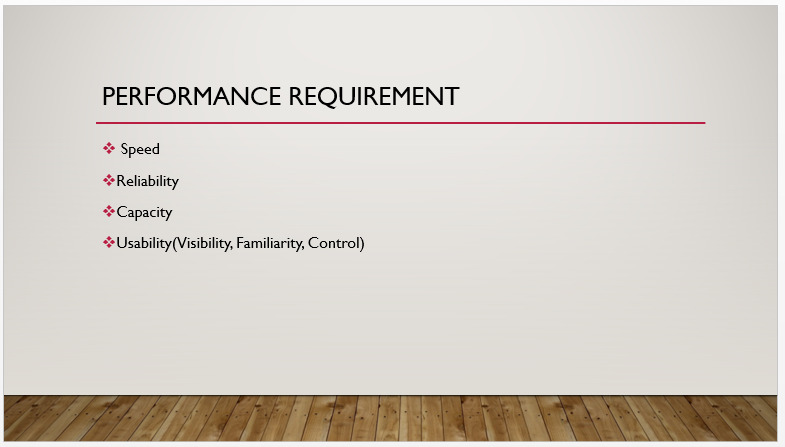 PERFORMANCE REQUIREMENT
❖ Speed
❖Reliability
❖Capacity
❖Usability(Visibility, Familiarity, Control)